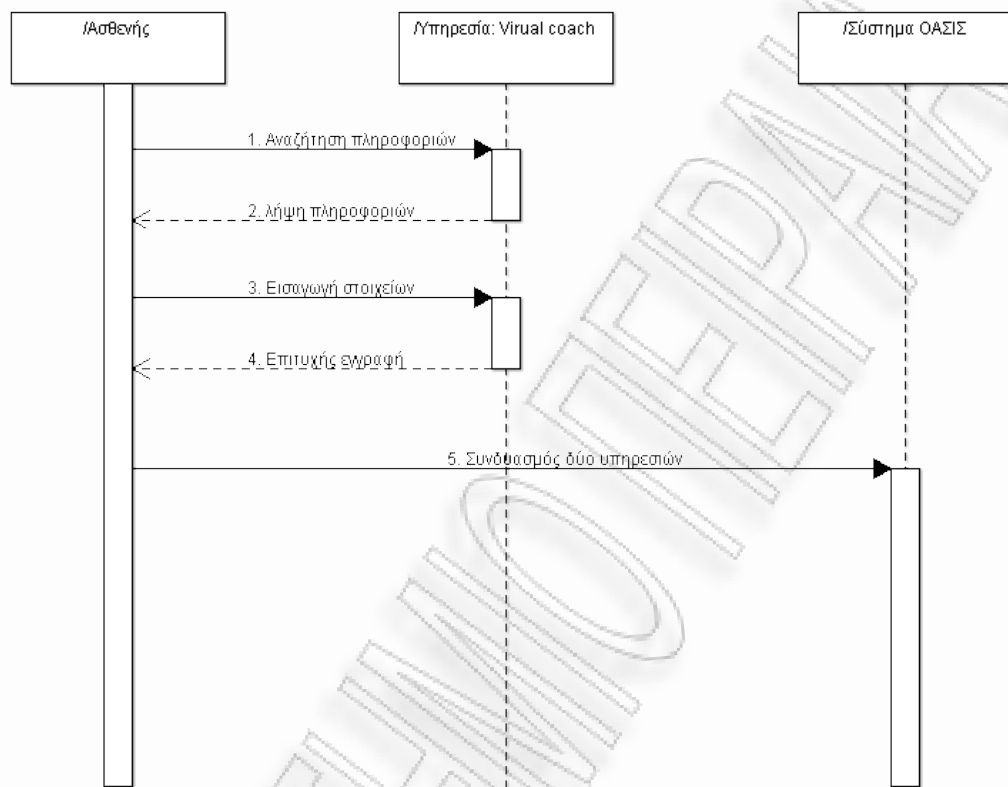 /Ασθενής
/Υπηρεσία: Virual coach
/Σύστημα ΟΑΣΙΣ
1. Αναζήτηση πληροφοριών
2. λήψη πληροφοριών
3. Εισαγωγή στοιχείων
4. Επιτυχής εγγραφή
5. Συνδυασμός δύο υπηρεσιών